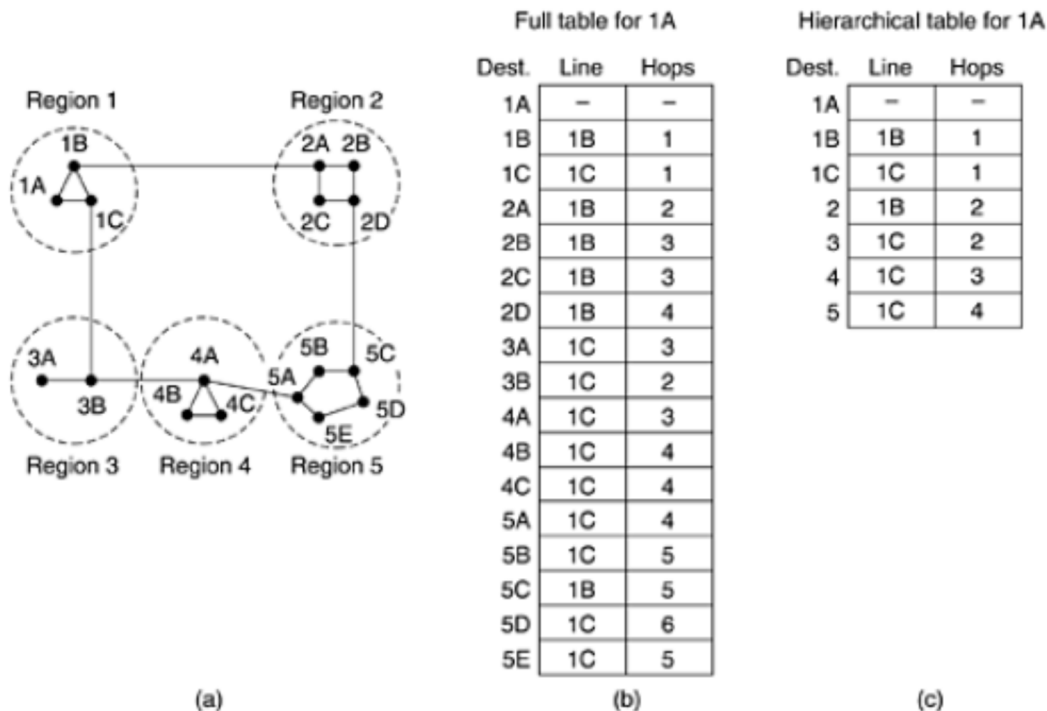 Full table for 1A
Hierarchical table for 1A
Dest. Line Hops
Dest. Line Hops
Region 1
Region 2
1B
2A 2B
1A
1C
2C 2D
3A
3B
4A
4B
4C
5B
5C
5A
5D
5E
Region 3
Region 4
Region 5
1A – –
1B 1B 1
1C 1C 1
2A 1B 2
2B 1B 3
2C 1B 3
2D 1B 4
3A 1C 3
3B 1C 2
4A 1C 3
4B 1C 4
4C 1C 4
5A 1C 4
5B 1C 5
5C 1B 5
5D 1C 6
5E 1C 5
1A – –
1B 1B 1
1C 1C 1
2 1B 2
3 1C 2
4 1C 3
5 1C 4
(a)
(b)
(c)